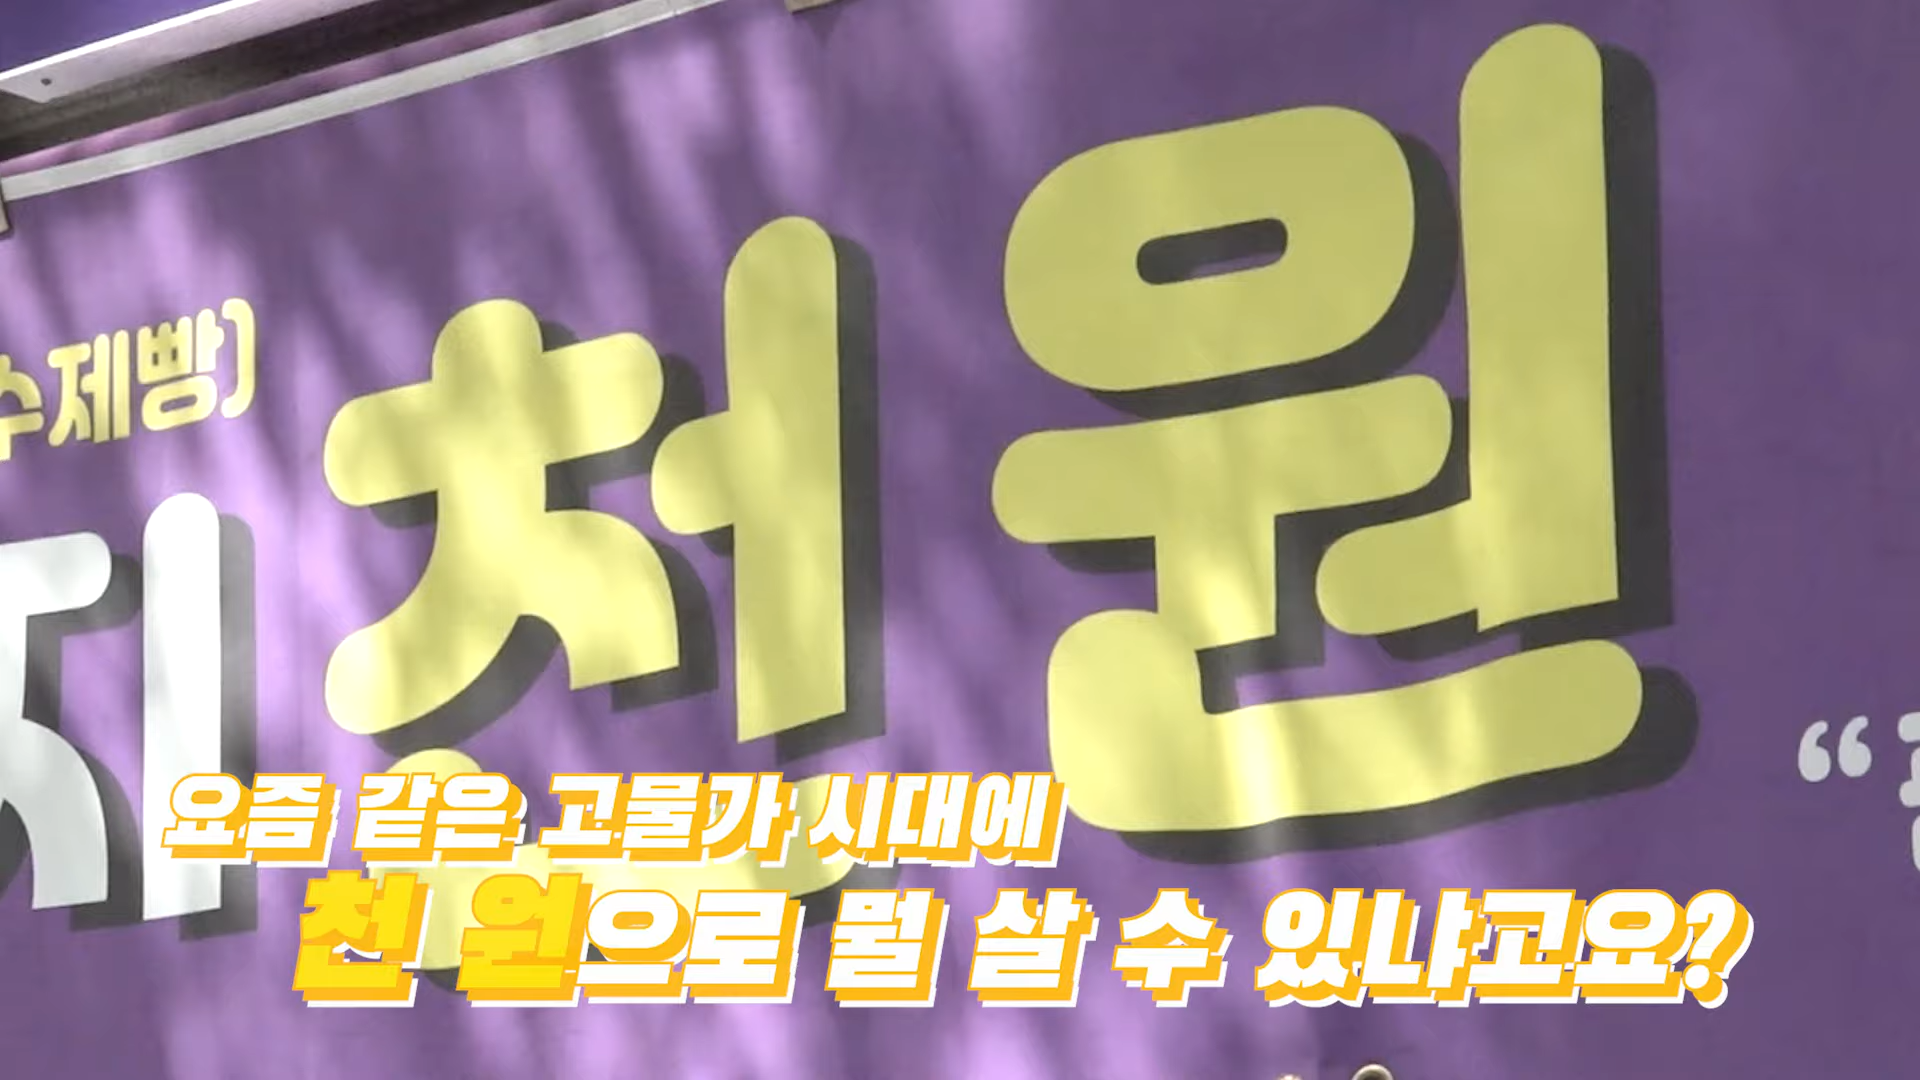 수제빵)
지 천원
요즘 같은 고물가 시대에
천 원으로 뭘 살 수 있냐고요?